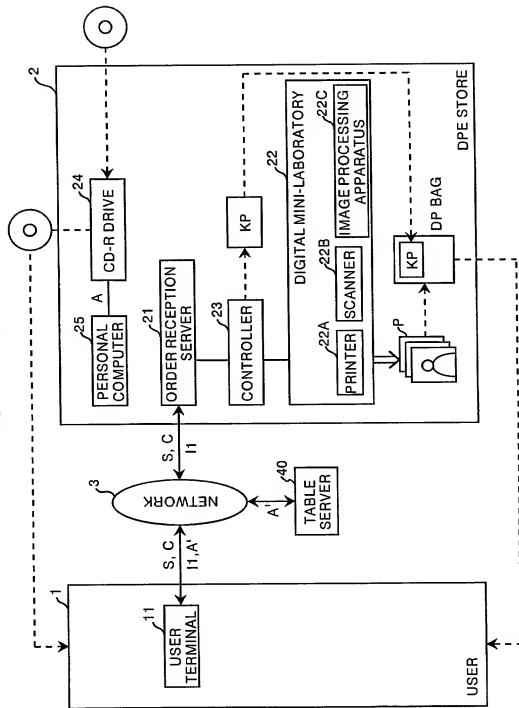 1
11
USER
TERMINAL
USER
S, C
I1,A'
3
NETWORK
A'
40
TABLE
SERVER
S, C
I1
2
25
PERSONAL
COMPUTER
A
24
CD-R DRIVE
21
ORDER RECEPTION
SERVER
23
CONTROLLER
KP
22
DIGITAL MINI-LABORATORY
22A
PRINTER
22B
SCANNER
22C
IMAGE PROCESSING
APPARATUS
P
KP
DP BAG
DPE STORE